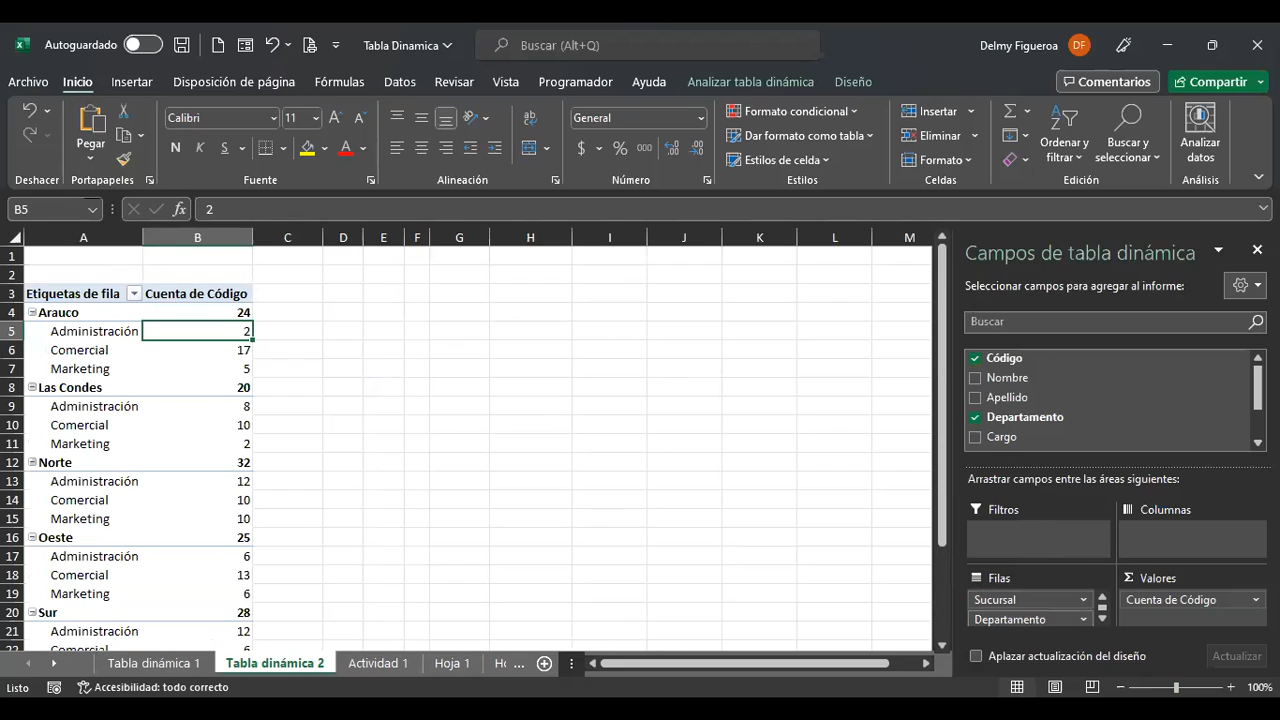 Autoguardado
Tabla Dinamica
Buscar (Alt+Q)
Delmy Figueroa
DF
Archivo Inicio Insertar Disposición de página Fórmulas Datos Revisar Vista Programador Ayuda Analizar tabla dinámica Diseño
Comentarios
Compartir
Pegar
Calibri
11
N K S
General
$ % 000
Formato condicional
Dar formato como tabla
Estilos de celda
Insertar
Eliminar
Formato
Ordenar y
filtrar
Buscar y
seleccionar
Analizar
datos
Deshacer Portapapeles Fuente Alineación Número Estilos Celdas Edición Análisis
B5
fx 2
A B C D E F G H I J K L M
1
2
3 Etiquetas de fila Cuenta de Código
4 Arauco 24
5 Administración 2
6 Comercial 17
7 Marketing 5
8 Las Condes 20
9 Administración 8
10 Comercial 10
11 Marketing 2
12 Norte 32
13 Administración 12
14 Comercial 10
15 Marketing 10
16 Oeste 25
17 Administración 6
18 Comercial 13
19 Marketing 6
20 Sur 28
21 Administración 12
22 Comercial 6
Campos de tabla dinámica
Seleccionar campos para agregar al informe:
Buscar
Código
Nombre
Apellido
Departamento
Cargo
Arrastrar campos entre las áreas siguientes:
Filtros
Columnas
Filas
Σ Valores
Sucursal
Departamento
Cuenta de Código
Aplazar actualización del diseño
Actualizar
Tabla dinámica 1 Tabla dinámica 2 Actividad 1 Hoja 1 Ho ...
Listo
Accesibilidad: todo correcto
100%